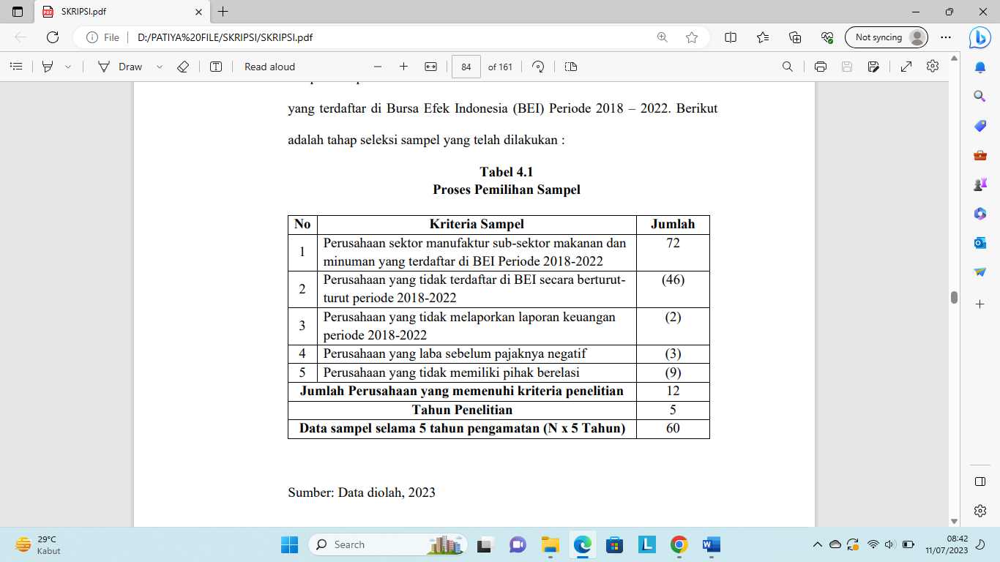 SKRIPSI.pdf
File
D:/PATIYA%20FILE/SKRIPSI/SKRIPSI.pdf
Not syncing
Draw
Read aloud
84
of 161
yang terdaftar di Bursa Efek Indonesia (BEI) Periode 2018 – 2022. Berikut
adalah tahap seleksi sampel yang telah dilakukan :
Tabel 4.1
Proses Pemilihan Sampel
No Kriteria Sampel Jumlah
1 Perusahaan sektor manufaktur sub-sektor makanan dan 72
minuman yang terdaftar di BEI Periode 2018-2022
2 Perusahaan yang tidak terdaftar di BEI secara berturut- (46)
turut periode 2018-2022
3 Perusahaan yang tidak melaporkan laporan keuangan (2)
periode 2018-2022
4 Perusahaan yang laba sebelum pajaknya negatif (3)
5 Perusahaan yang tidak memiliki pihak berelasi (9)
Jumlah Perusahaan yang memenuhi kriteria penelitian 12
Tahun Penelitian 5
Data sampel selama 5 tahun pengamatan (N x 5 Tahun) 60
Sumber: Data diolah, 2023
29°C
Kabut
Search
08:42
11/07/2023